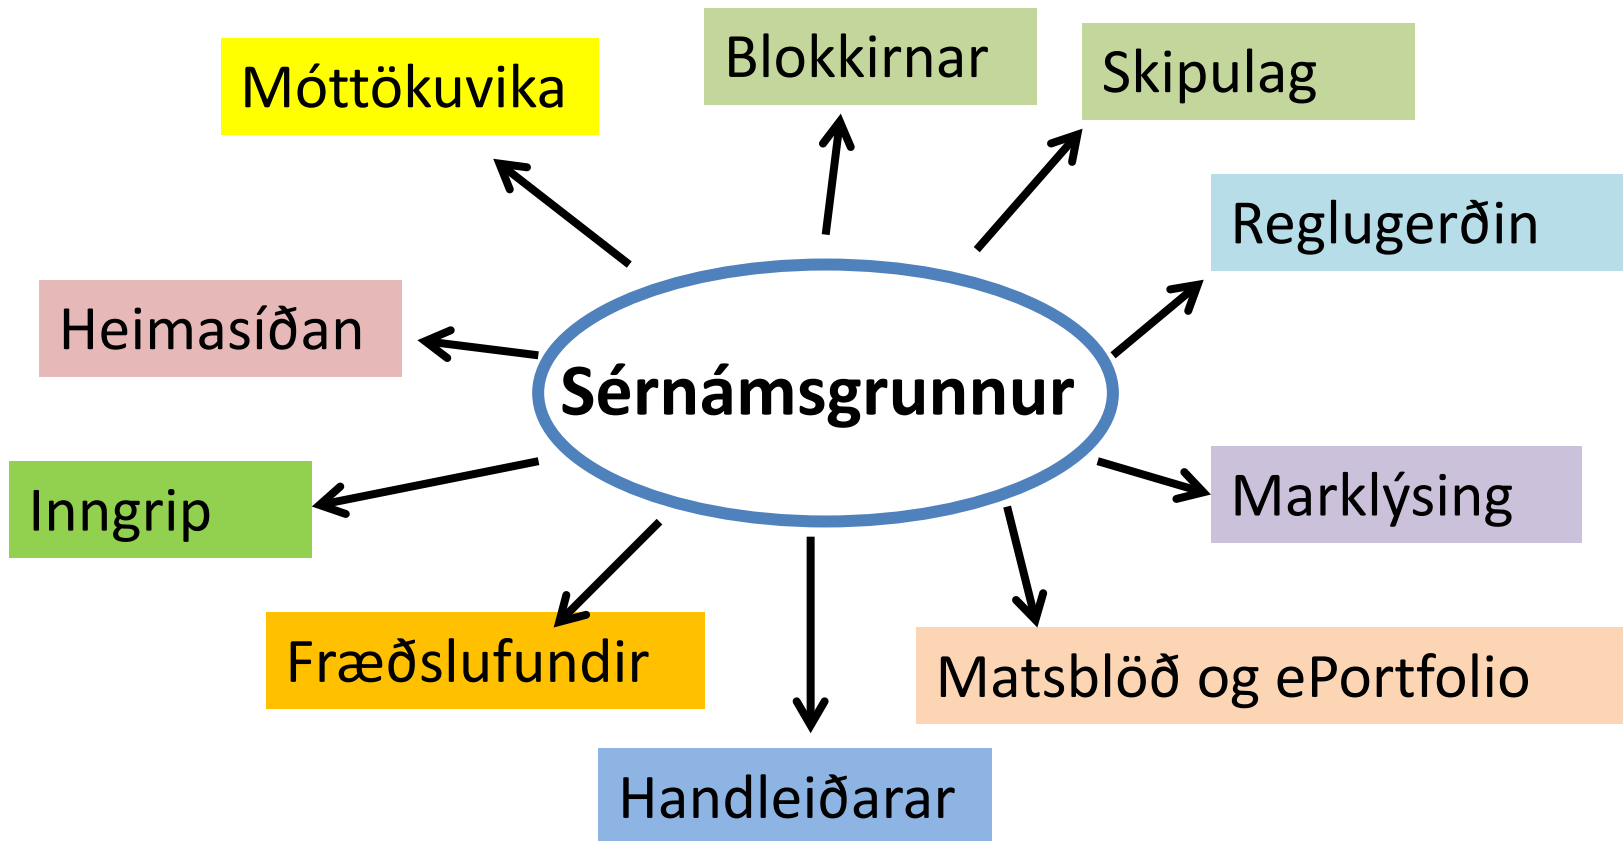 Blokkirnar
Skipulag
Móttökuvika
Reglugerðin
Heimasíðan
Sérnámsgrunnur
Marklýsing
Inngrip
Fræðslufundir
Matsblöð og ePortfolio
Handleiðarar